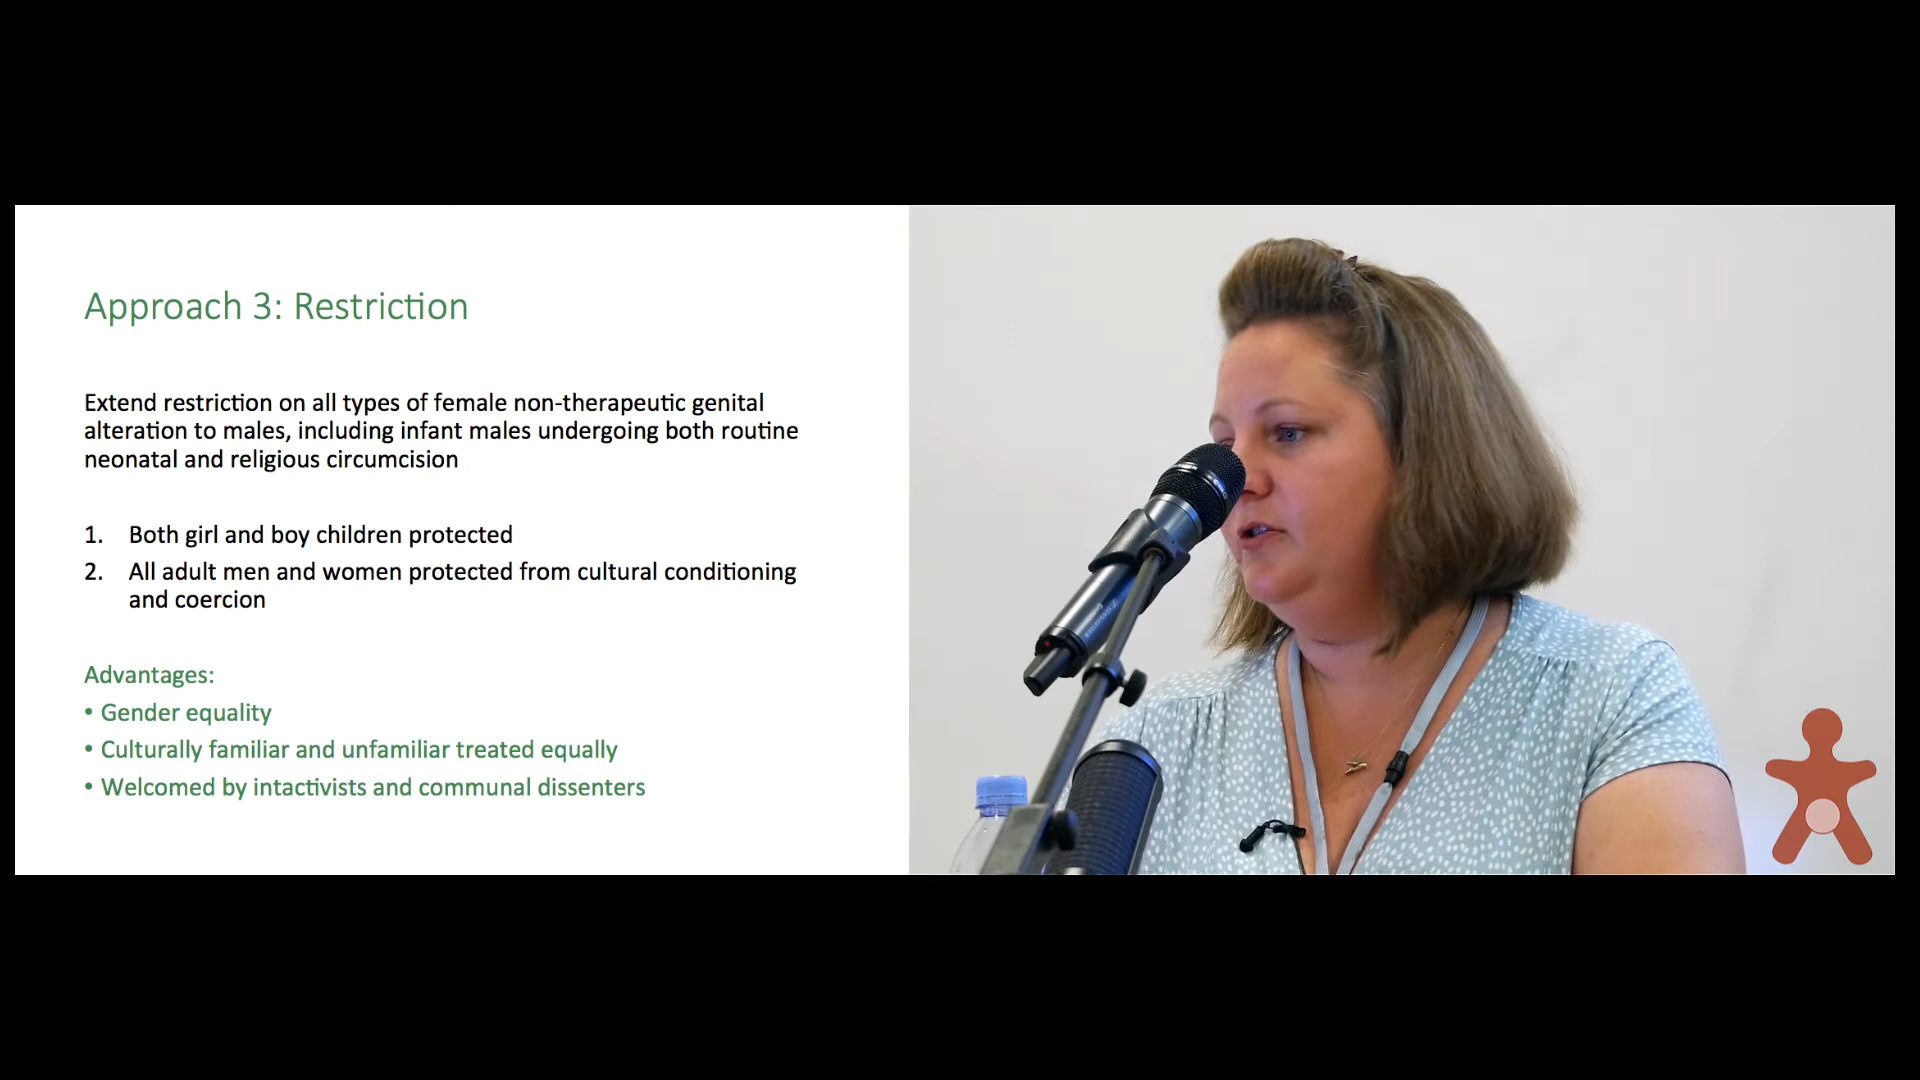 Approach 3: Restriction
Extend restriction on all types of female non-therapeutic genital
alteration to males, including infant males undergoing both routine
neonatal and religious circumcision
1. Both girl and boy children protected
2. All adult men and women protected from cultural conditioning
and coercion
Advantages:
• Gender equality
• Culturally familiar and unfamiliar treated equally
• Welcomed by intactivists and communal dissenters